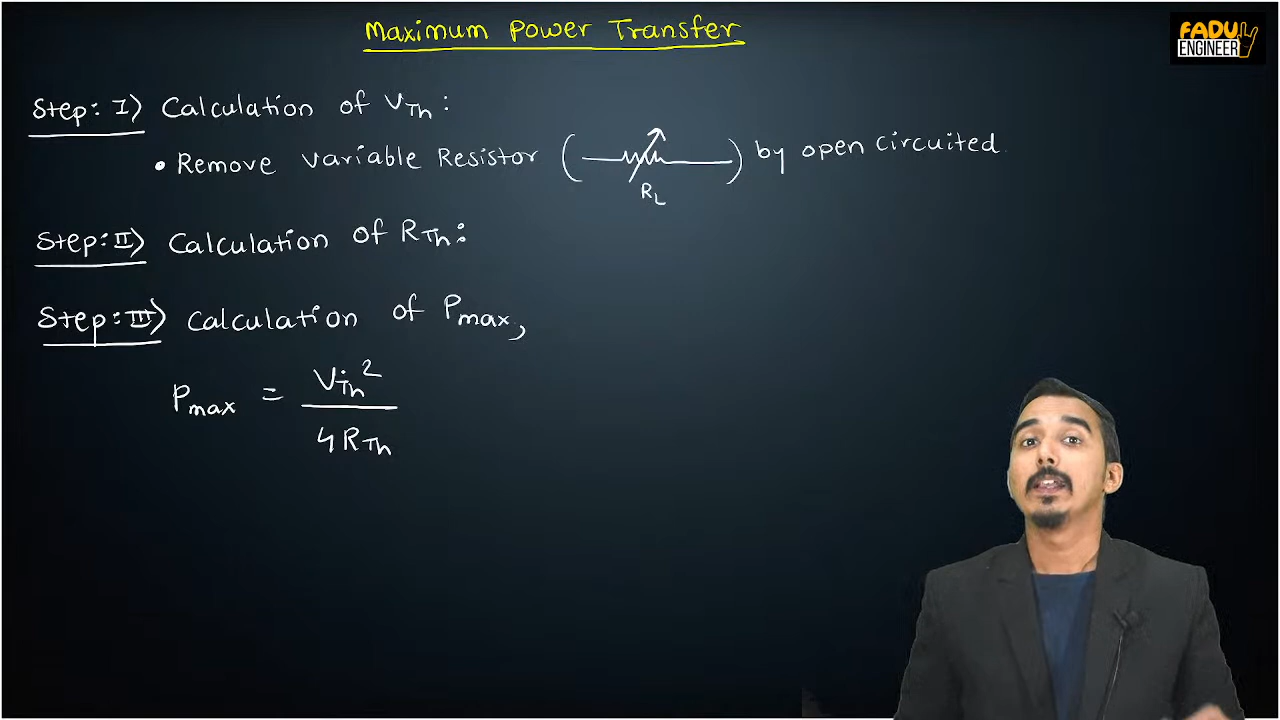 Maximum Power Transfer
FADU
ENGINEER
Step: I) Calculation of VTh:
• Remove variable Resistor ( RL ) by open circuited
Step: II) Calculation of RTh:
Step: III) Calculation of Pmax,
Pmax = VTh²
4RTh